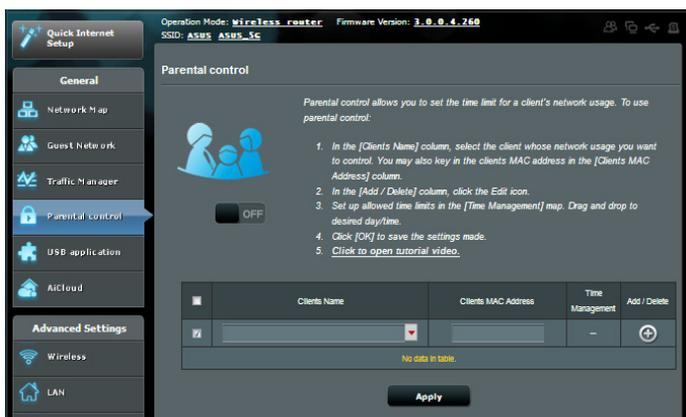 Quick Internet
Setup
Operation Mode: Wireless router Firmware Version: 3.0.0.4.260
SSID: ASUS ASUS_5G
General
Network Map
Guest Network
Traffic Manager
Parental control
USB application
AiCloud
Advanced Settings
Wireless
LAN
Parental control
Parental control allows you to set the time limit for a client's network usage. To use
parental control:
1. In the [Clients Name] column, select the client whose network usage you want
to control. You may also key in the clients MAC address in the [Clients MAC
Address] column.
2. In the [Add / Delete] column, click the Edit icon.
3. Set up allowed time limits in the [Time Management] map. Drag and drop to
desired day/time.
4. Click [OK] to save the settings made.
5. Click to open tutorial video.
OFF
Clients Name
Clients MAC Address
Time
Management
Add / Delete
–
No data in table.
Apply